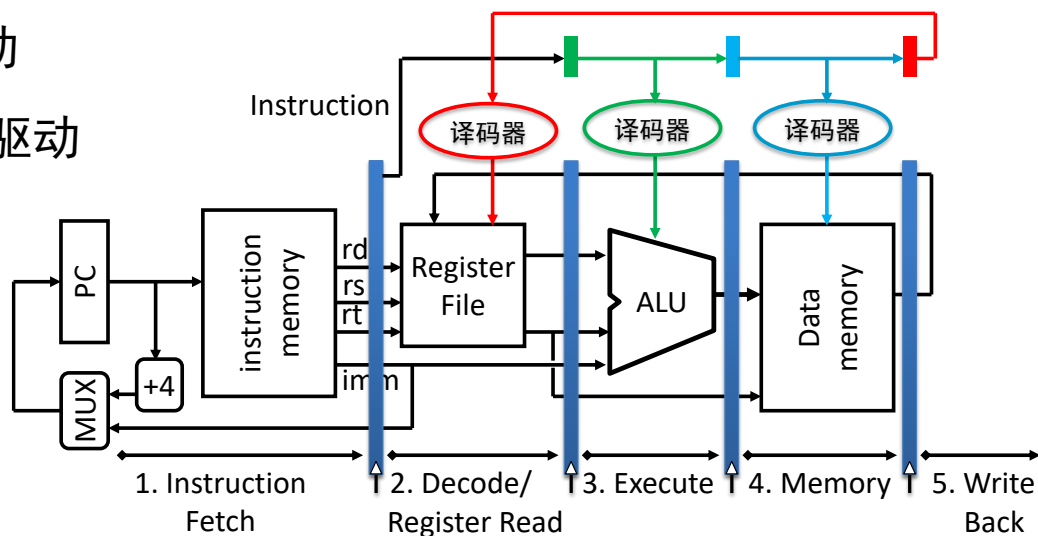 动
驱动
Instruction
译码器
译码器
译码器
PC
instruction
memory
rd
rs
rt
imm
Register
File
ALU
Data
memory
+4
MUX
1. Instruction
Fetch
2. Decode/
Register Read
3. Execute
4. Memory
5. Write
Back